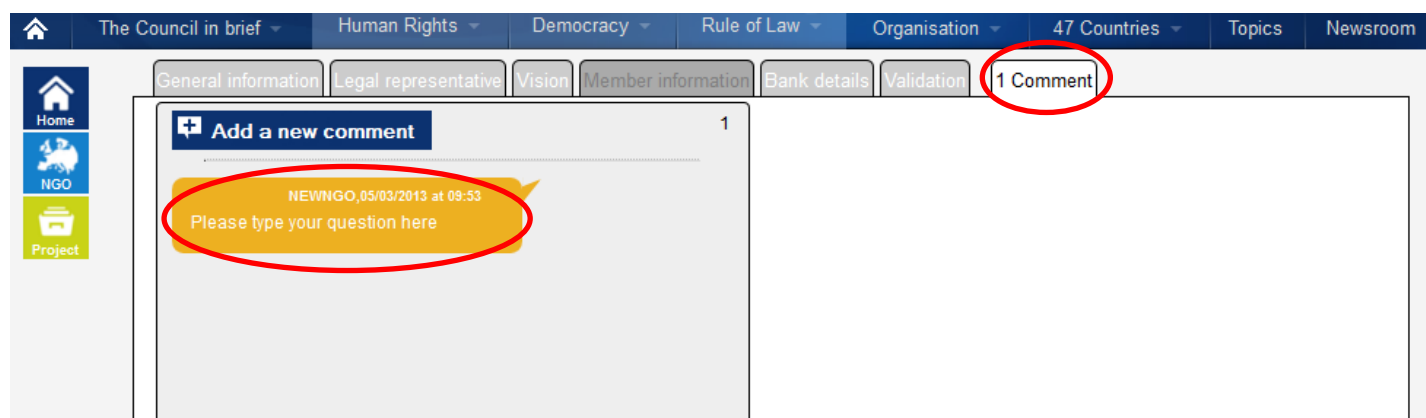 The Council in brief Human Rights Democracy Rule of Law Organisation 47 Countries Topics Newsroom
General information Legal representative Vision Member information Bank details Validation 1 Comment
Home
NGO
Project
Add a new comment 1
NEWNGO,05/03/2013 at 09:53
Please type your question here